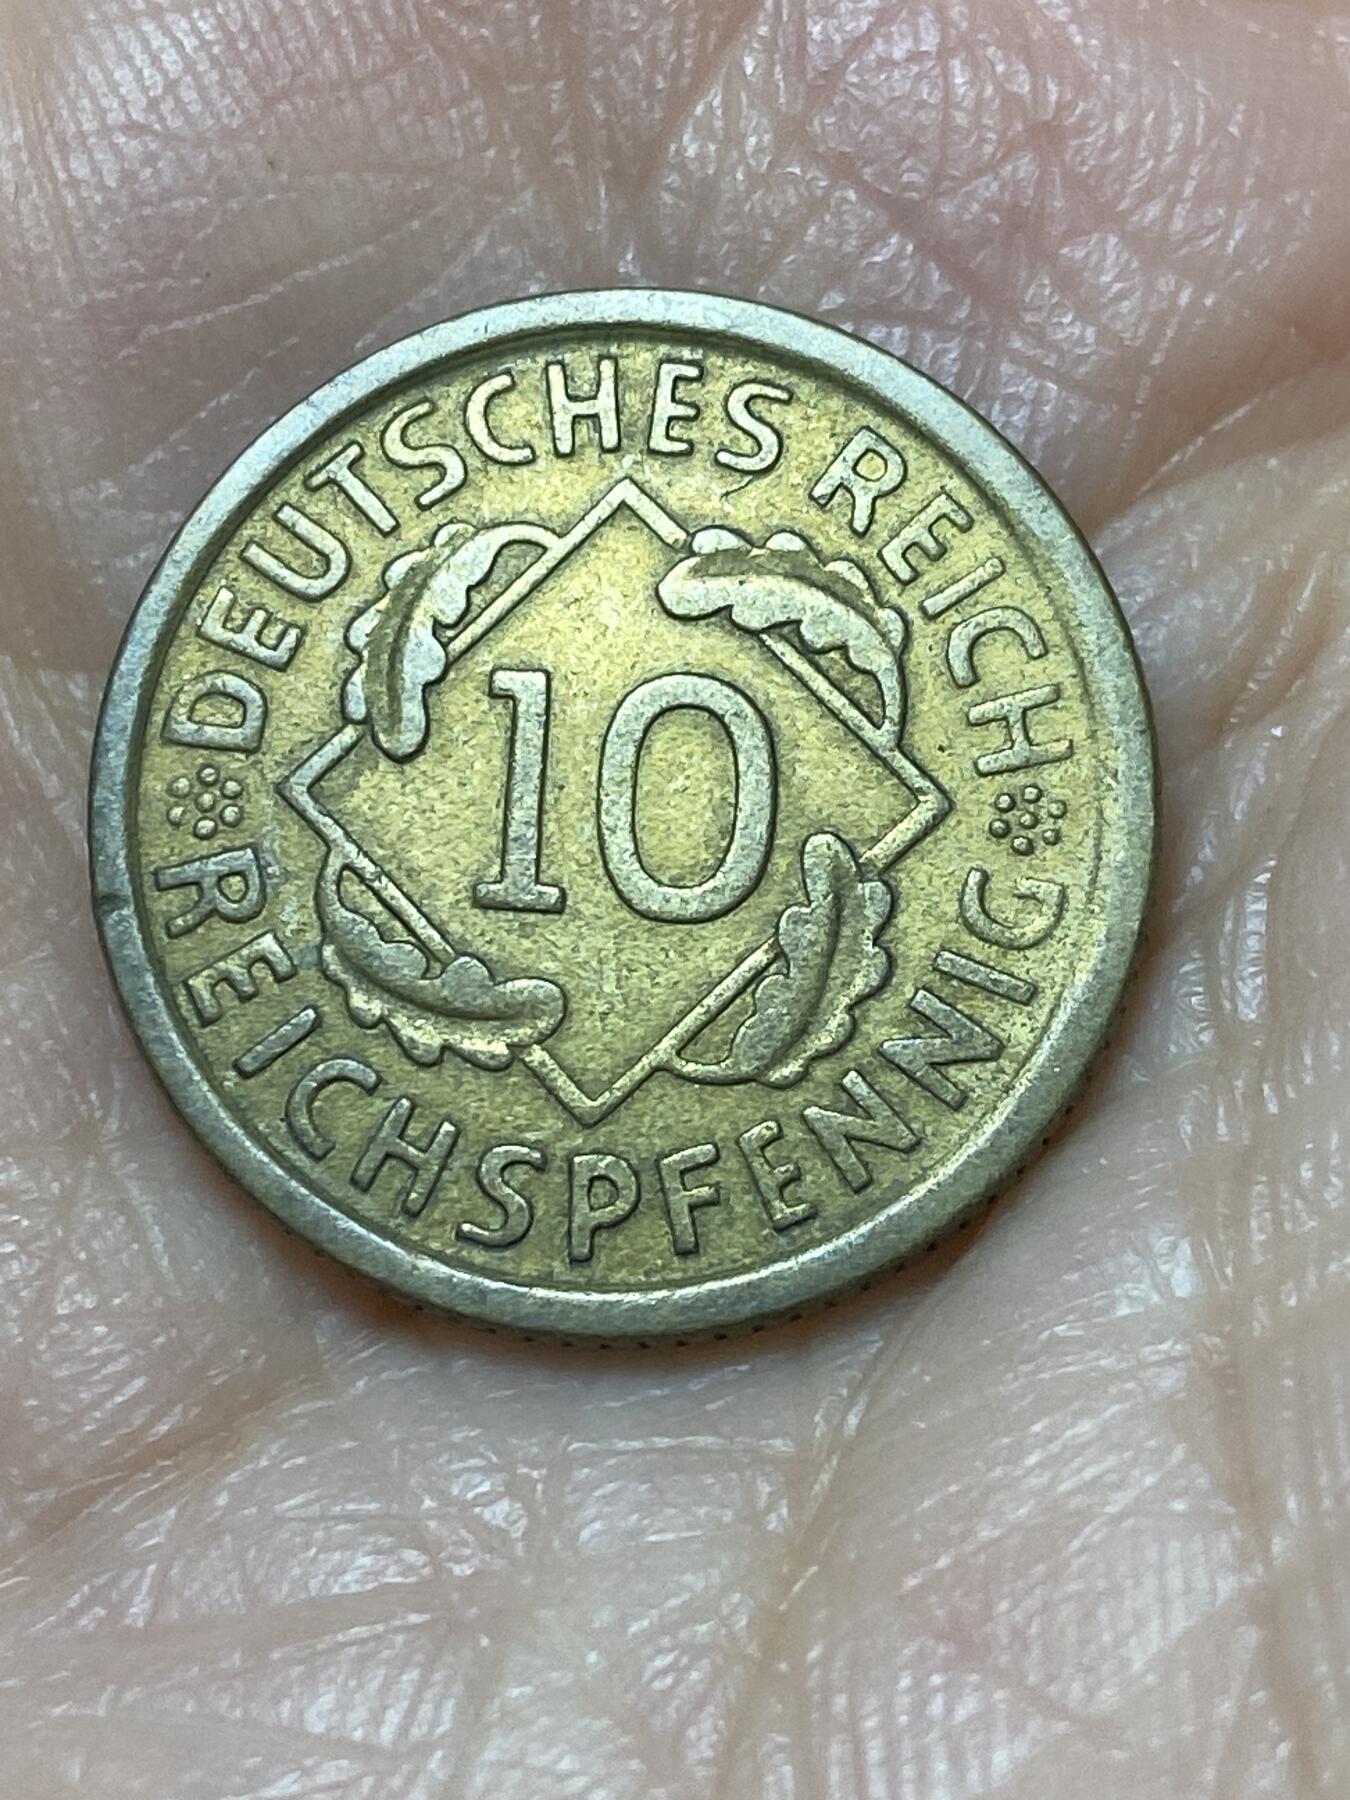 DEUTSCHES REICH
10
REICHSPFENNIG